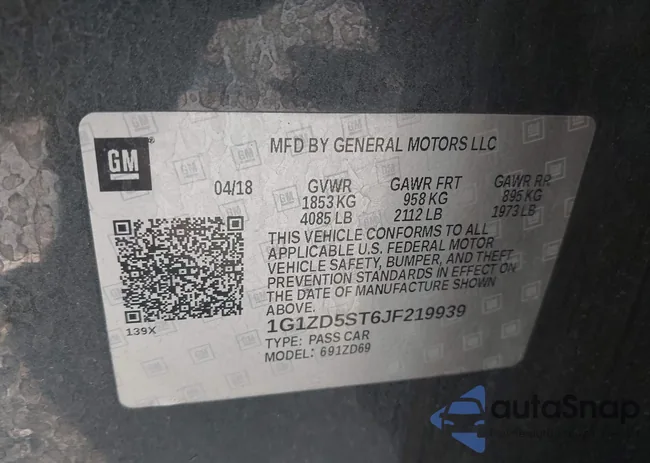 GM
MFD BY GENERAL MOTORS LLC
04/18 GVWR GAWR FRT GAWR RR
1853 KG 958 KG 895 KG
4085 LB 2112 LB 1973 LB
THIS VEHICLE CONFORMS TO ALL
APPLICABLE U.S. FEDERAL MOTOR
VEHICLE SAFETY, BUMPER, AND THEFT
PREVENTION STANDARDS IN EFFECT ON
THE DATE OF MANUFACTURE SHOWN
ABOVE.
139X
1G1ZD5ST6JF219939
TYPE: PASS CAR
MODEL: 691ZD69
autoSnap